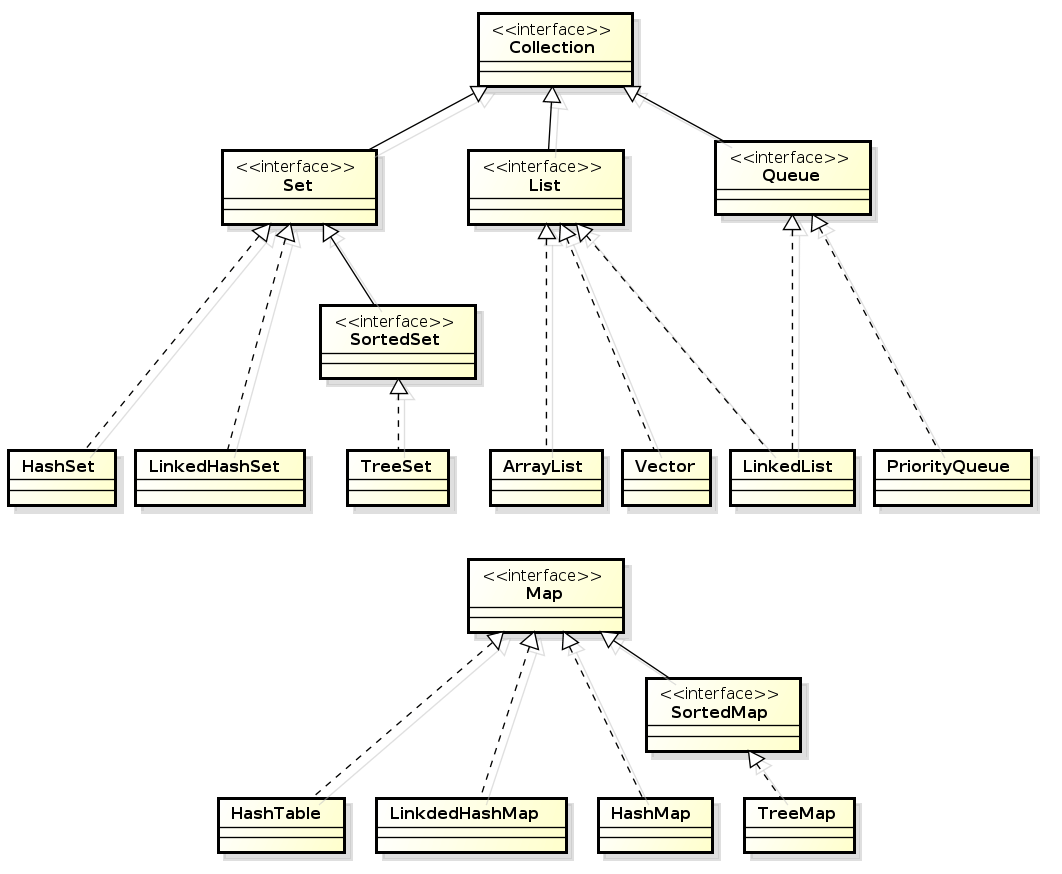 <<interface>>
Collection
<<interface>>
Set
<<interface>>
List
<<interface>>
Queue
<<interface>>
SortedSet
HashSet
LinkedHashSet
TreeSet
ArrayList
Vector
LinkedList
PriorityQueue
<<interface>>
Map
<<interface>>
SortedMap
HashTable
LinkdedHashMap
HashMap
TreeMap